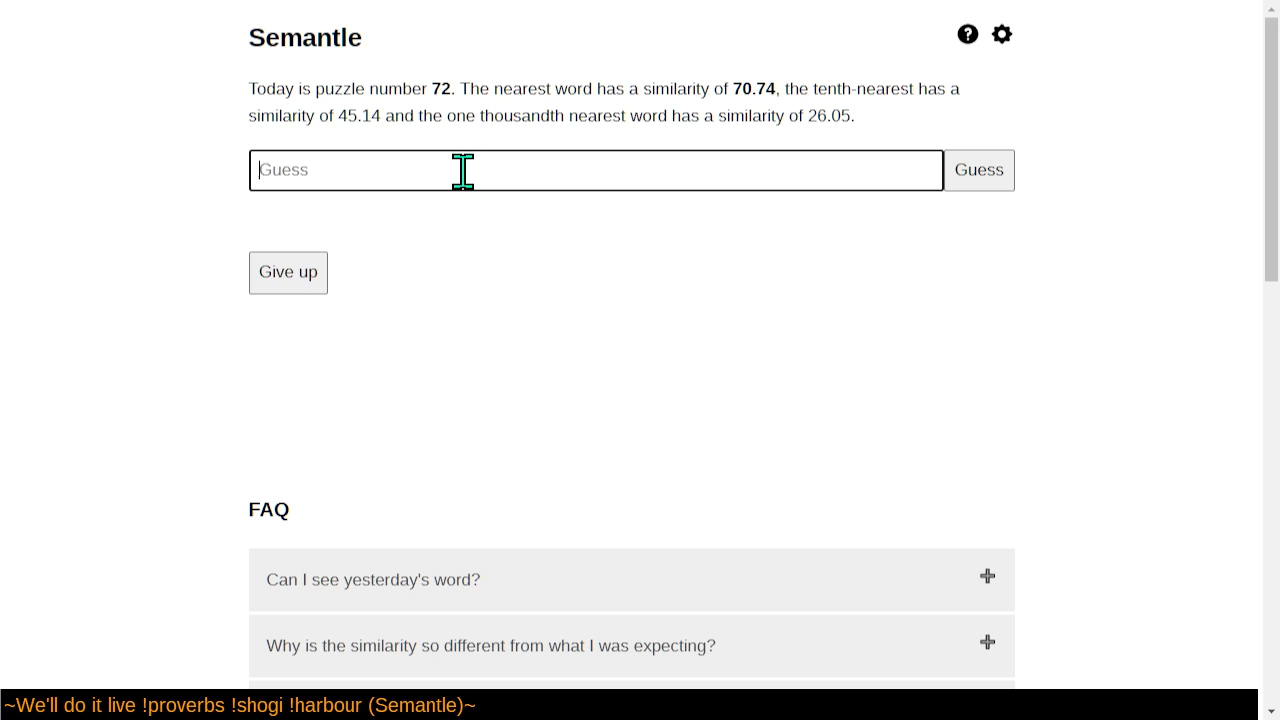 Semantle
Today is puzzle number 72. The nearest word has a similarity of 70.74, the tenth-nearest has a
similarity of 45.14 and the one thousandth nearest word has a similarity of 26.05.
Guess
Guess
Give up
FAQ
Can I see yesterday's word?
Why is the similarity so different from what I was expecting?
~We'll do it live !proverbs !shogi !harbour (Semantle)~